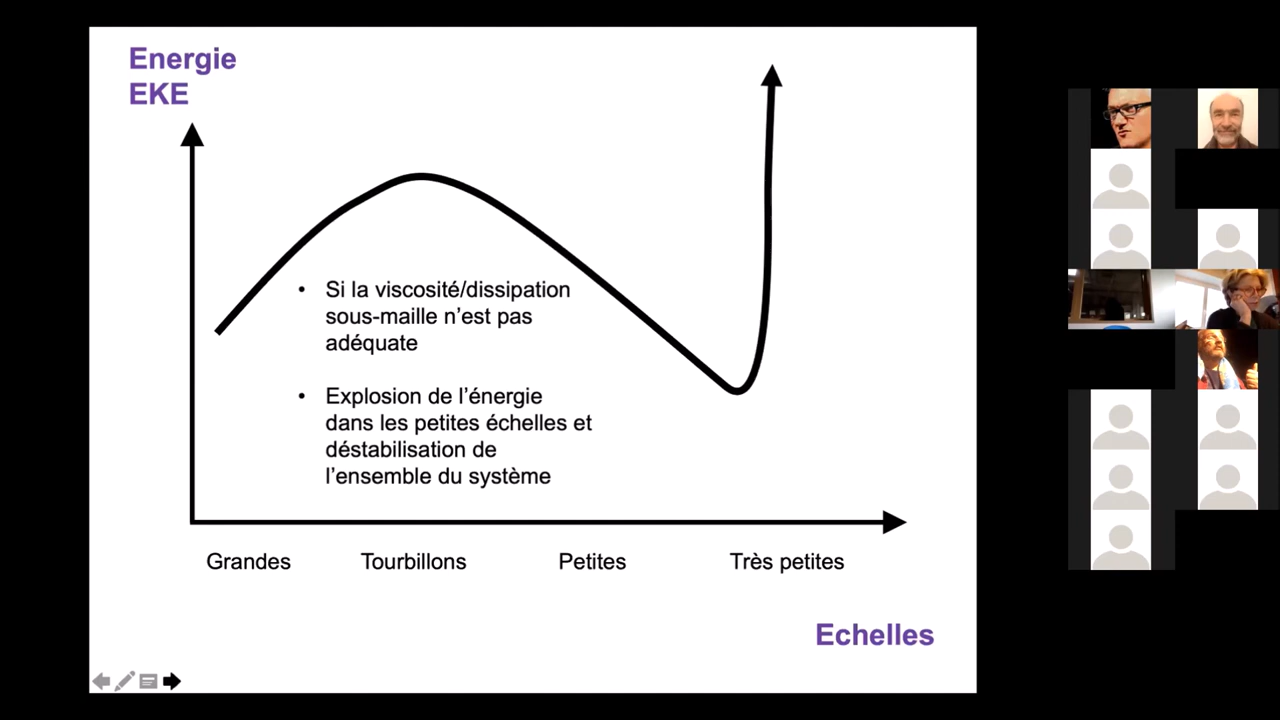 Energie
EKE
• Si la viscosité/dissipation
sous-maille n’est pas
adéquate
• Explosion de l’énergie
dans les petites échelles et
déstabilisation de
l’ensemble du système
Grandes Tourbillons Petites Très petites
Echelles